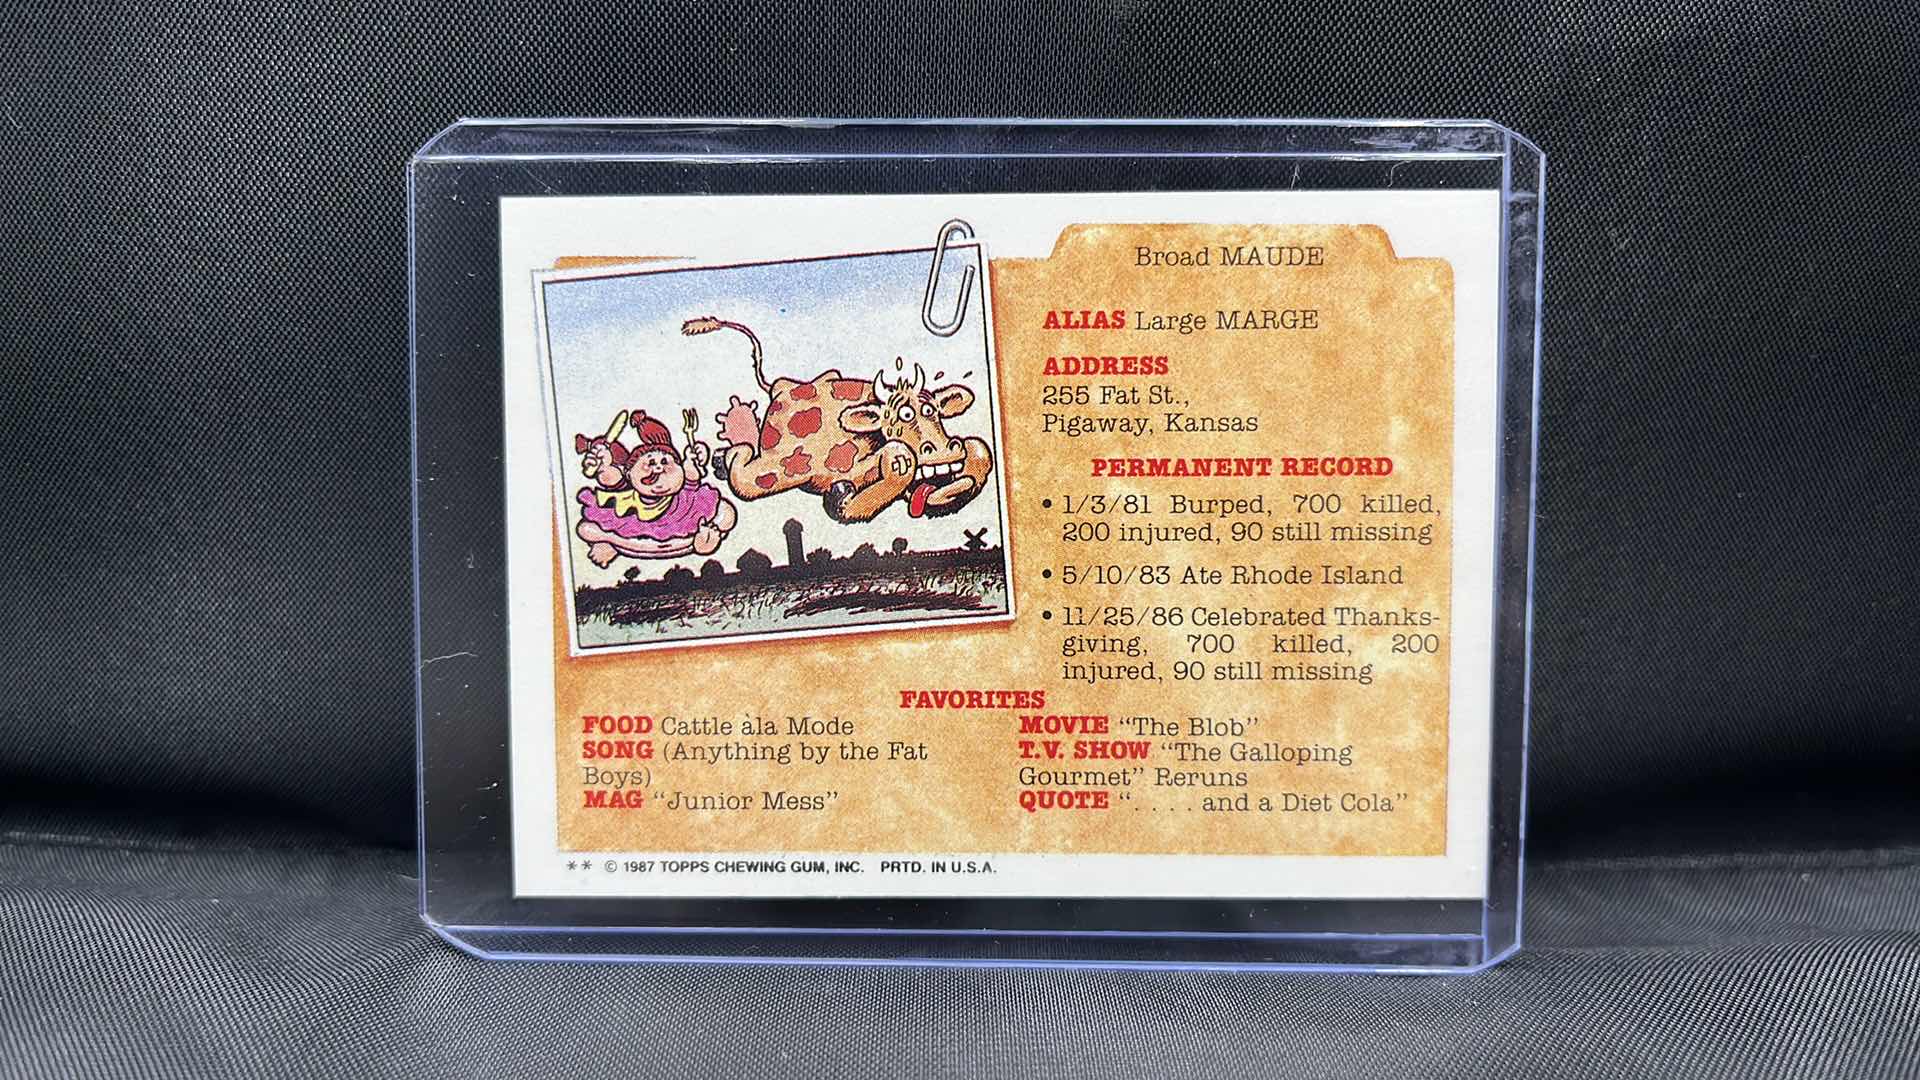 Broad MAUDE
ALIAS Large MARGE
ADDRESS
255 Fat St.,
Pigaway, Kansas
PERMANENT RECORD
• 1/3/81 Burped, 700 killed,
200 injured, 90 still missing
• 5/10/83 Ate Rhode Island
• 11/25/86 Celebrated Thanks-
giving, 700 killed, 200
injured, 90 still missing
FAVORITES
FOOD Cattle àla Mode
SONG (Anything by the Fat
Boys)
MAG “Junior Mess”
MOVIE “The Blob”
T.V. SHOW “The Galloping
Gourmet” Reruns
QUOTE “. . . . and a Diet Cola”
** © 1987 TOPPS CHEWING GUM, INC. PRTD. IN U.S.A.